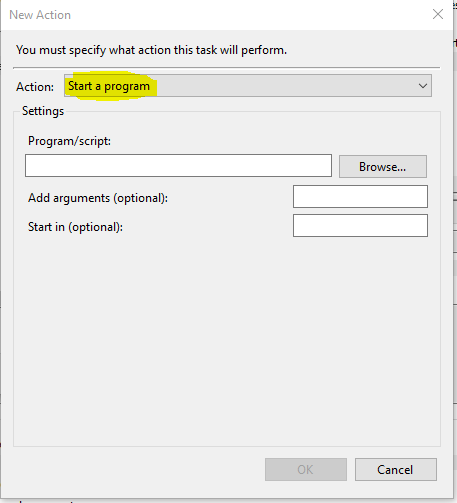 New Action
You must specify what action this task will perform.
Action: Start a program
Settings
Program/script:
Browse...
Add arguments (optional):
Start in (optional):
OK Cancel